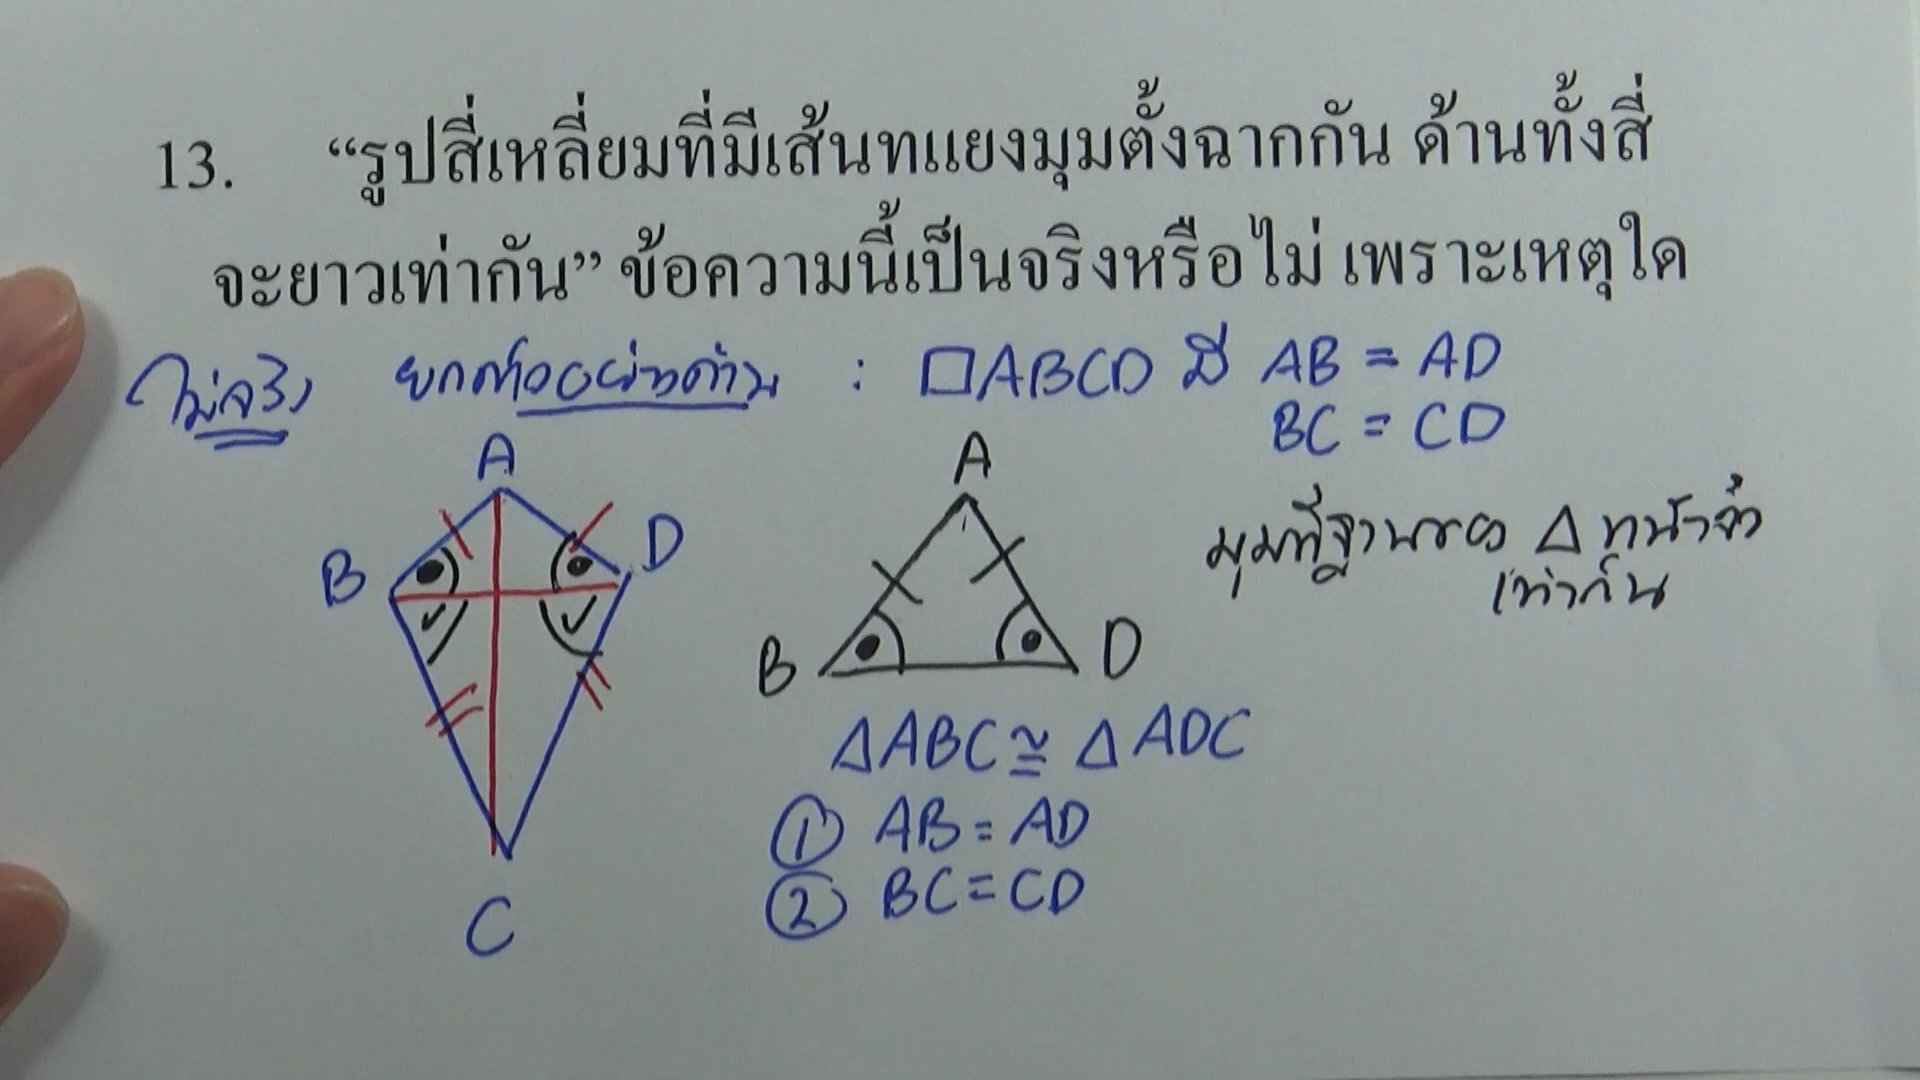 13. “รูปสี่เหลี่ยมที่มีเส้นทแยงมุมตั้งฉากกัน ด้านทั้งสี่
จะยาวเท่ากัน” ข้อความนี้เป็นจริงหรือไม่ เพราะเหตุใด
ไม่จริง ยกตัวอย่างค้าน : □ABCD มี AB = AD
BC = CD
A
B
D
C
A
B
D
มุมที่ฐานของ Δ หน้าจั่ว
เท่ากัน
ΔABC ≅ ΔADC
① AB = AD
② BC = CD